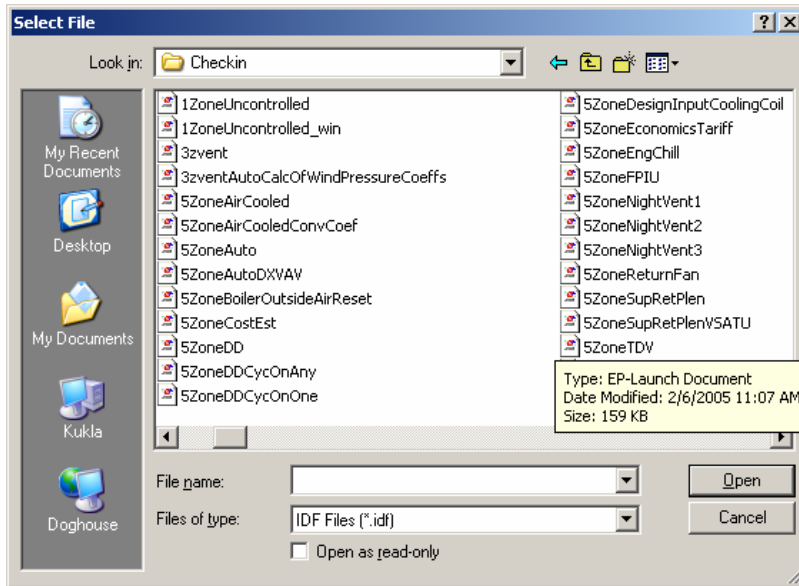 Select File
Look in:
Checkin
My Recent
Documents
Desktop
My Documents
Kukla
Doghouse
1ZoneUncontrolled
1ZoneUncontrolled_win
3zvent
3zventAutoCalcOfWindPressureCoeffs
5ZoneAirCooled
5ZoneAirCooledConvCoef
5ZoneAuto
5ZoneAutoDXVAV
5ZoneBoilerOutsideAirReset
5ZoneCostEst
5ZoneDD
5ZoneDDCycOnAny
5ZoneDDCycOnOne
5ZoneDesignInputCoolingCoil
5ZoneEconomicsTariff
5ZoneEngChill
5ZoneFPIU
5ZoneNightVent1
5ZoneNightVent2
5ZoneNightVent3
5ZoneReturnFan
5ZoneSupRetPlen
5ZoneSupRetPlenVSATU
5ZoneTDV
Type: EP-Launch Document
Date Modified: 2/6/2005 11:07 AM
Size: 159 KB
File name:
Open
Files of type:
IDF Files (*.idf)
Cancel
Open as read-only